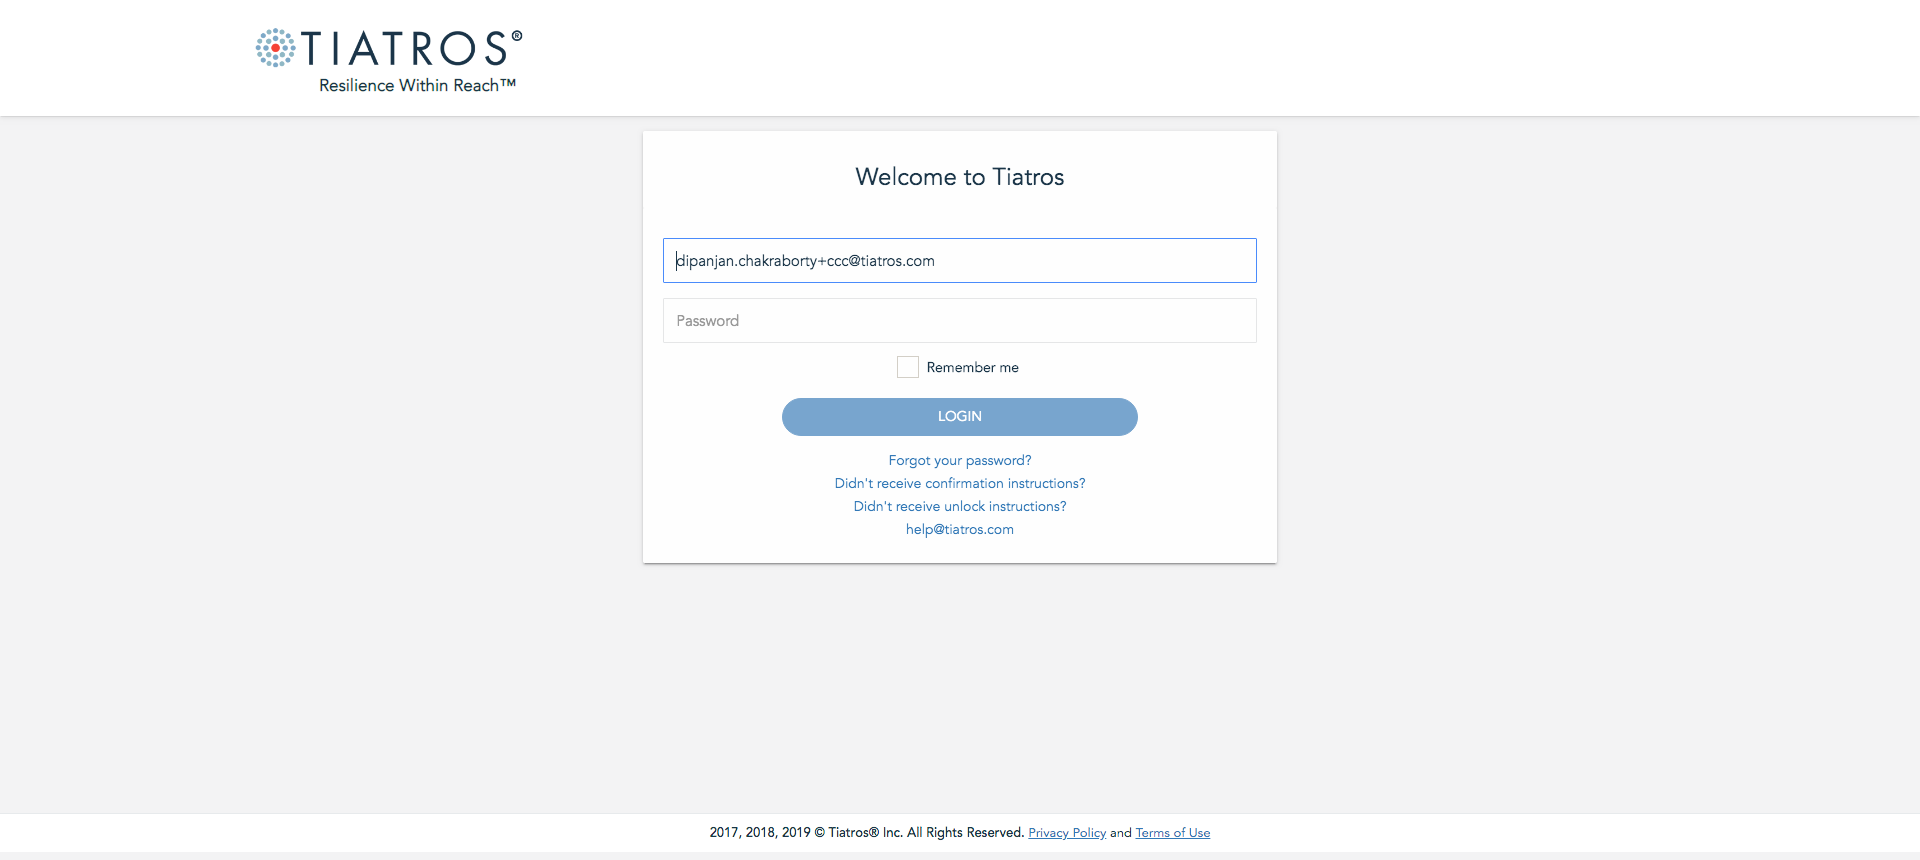 TIATROS®
Resilience Within Reach™
Welcome to Tiatros
dipanjan.chakraborty+ccc@tiatros.com
Password
Remember me
LOGIN
Forgot your password?
Didn't receive confirmation instructions?
Didn't receive unlock instructions?
help@tiatros.com
2017, 2018, 2019 © Tiatros® Inc. All Rights Reserved. Privacy Policy and Terms of Use